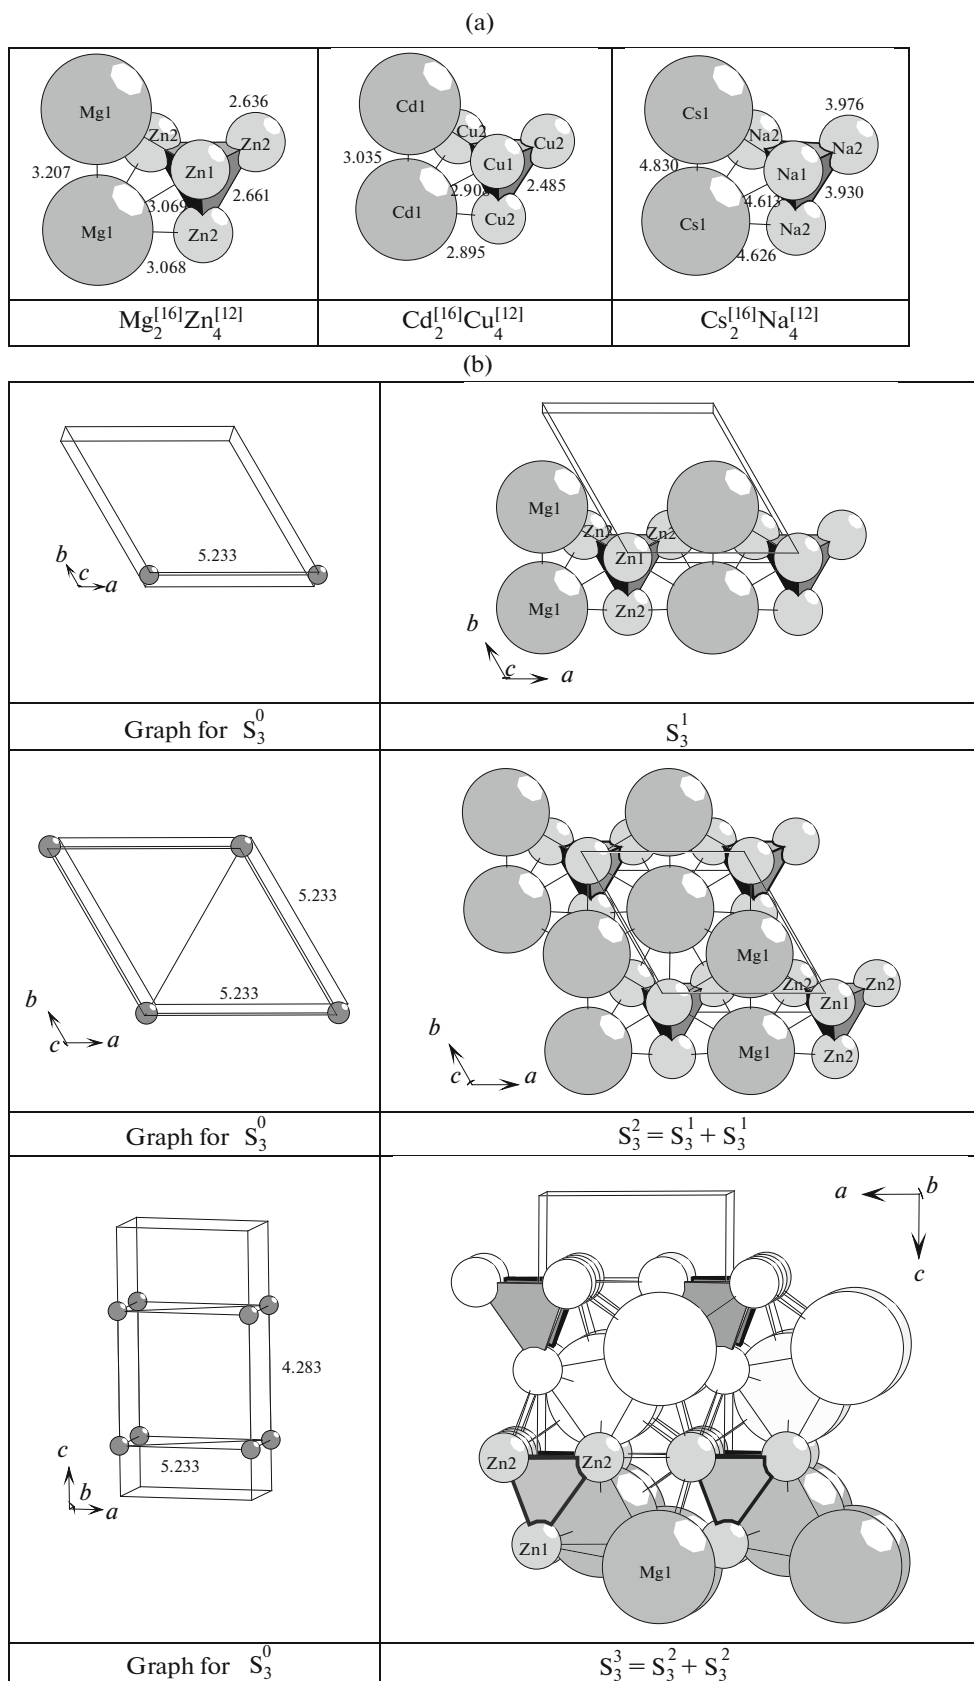 (a)
Mg1 Zn2 2.636 Zn2
3.207 Zn1 2.661
3.069
Mg1 Zn2
3.068
Cd1 Cu2 Cu2
3.035 Cu1 2.485
2.908
Cd1 Cu2
2.895
Cs1 Na2 3.976 Na2
4.830 Na1 3.930
4.613
Cs1 Na2
4.626
Mg₂^[16]Zn₄^[12] Cd₂^[16]Cu₄^[12] Cs₂^[16]Na₄^[12]
(b)
5.233
b c a
Mg1 Zn2 Zn2
Zn1
Mg1 Zn2
b c a
Graph for S₃⁰ S₃¹
5.233
5.233
b c a
Mg1 Zn2 Zn2
Zn1
Mg1 Zn2
b c a
Graph for S₃⁰ S₃² = S₃¹ + S₃¹
4.283
5.233
c b a
a b c
Zn2 Zn2
Zn1 Mg1
Graph for S₃⁰ S₃³ = S₃² + S₃²